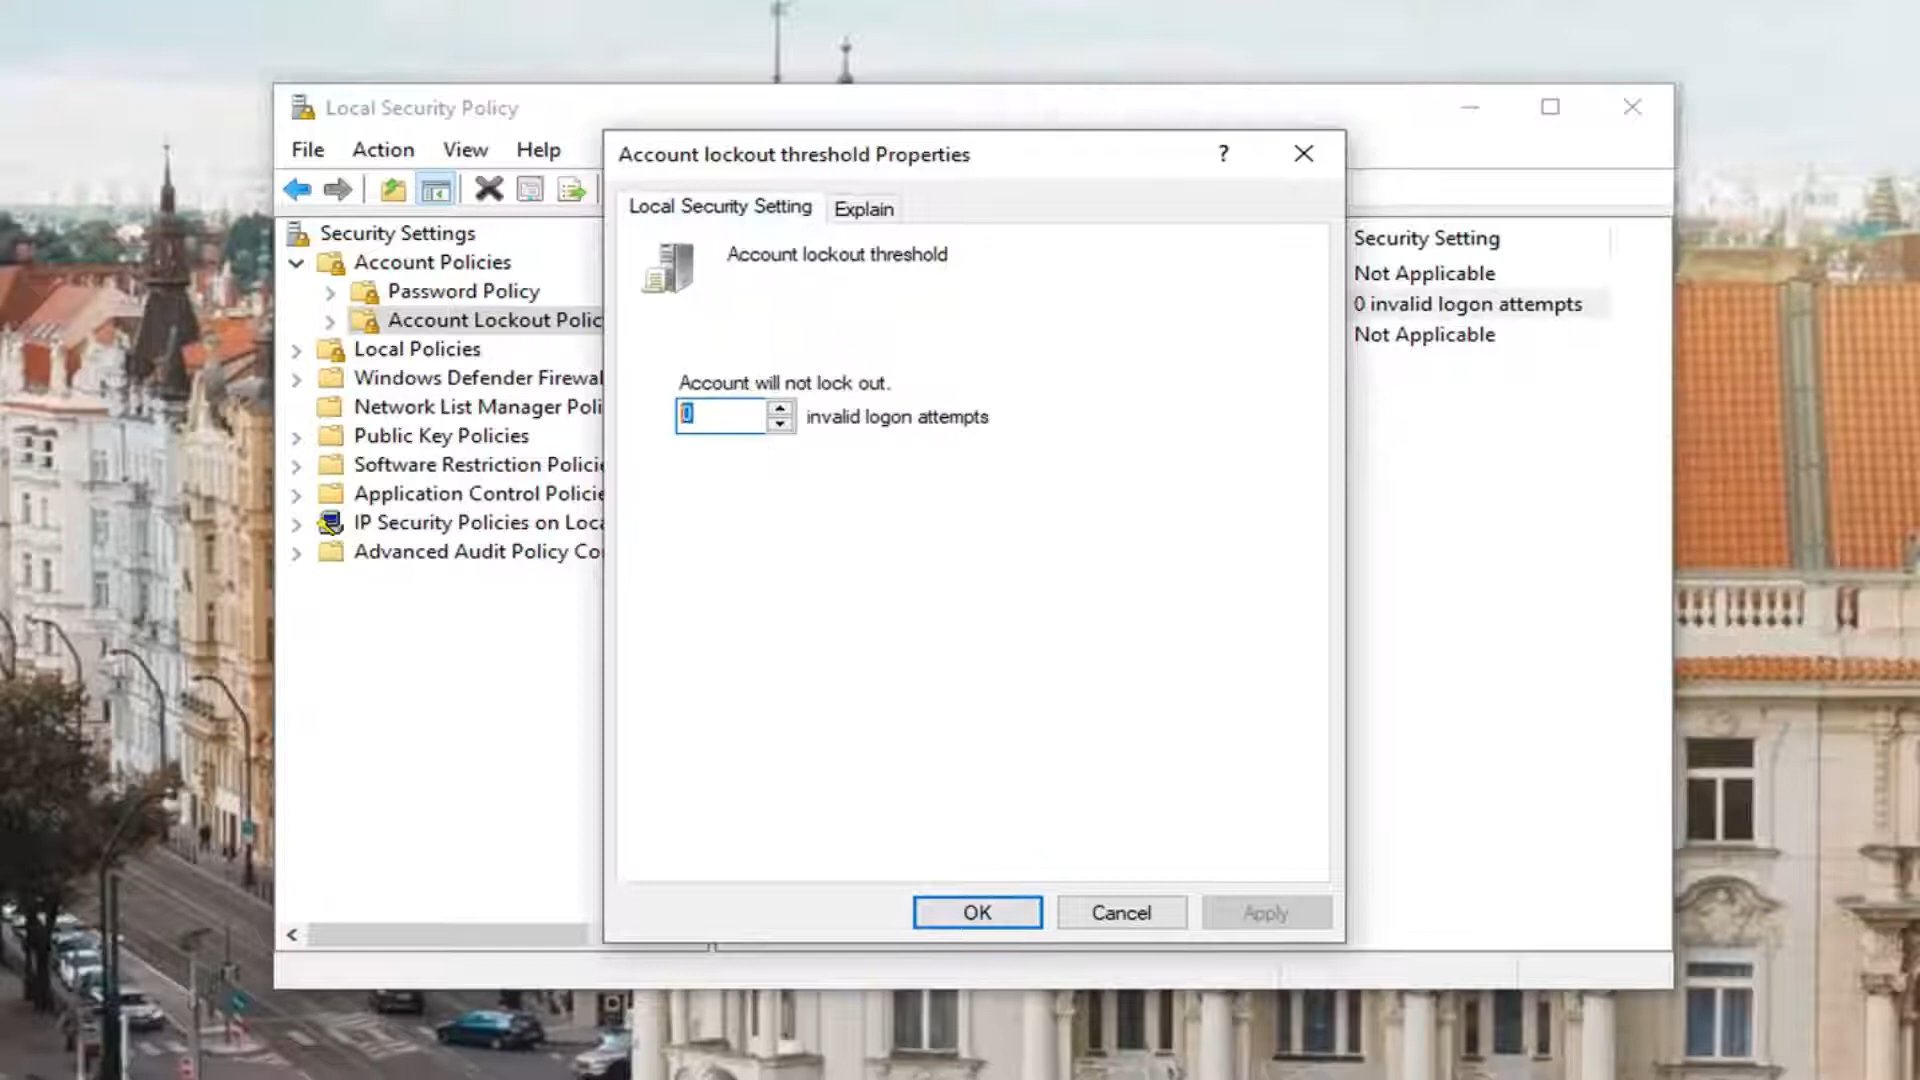 Local Security Policy
File Action View Help
Account lockout threshold Properties
?
Local Security Setting
Explain
Security Settings
Account Policies
Password Policy
Account Lockout Polic
Local Policies
Windows Defender Firewal
Network List Manager Poli
Public Key Policies
Software Restriction Policie
Application Control Policie
IP Security Policies on Loca
Advanced Audit Policy Co
Account lockout threshold
Account will not lock out.
0 invalid logon attempts
OK Cancel Apply
Security Setting
Not Applicable
0 invalid logon attempts
Not Applicable